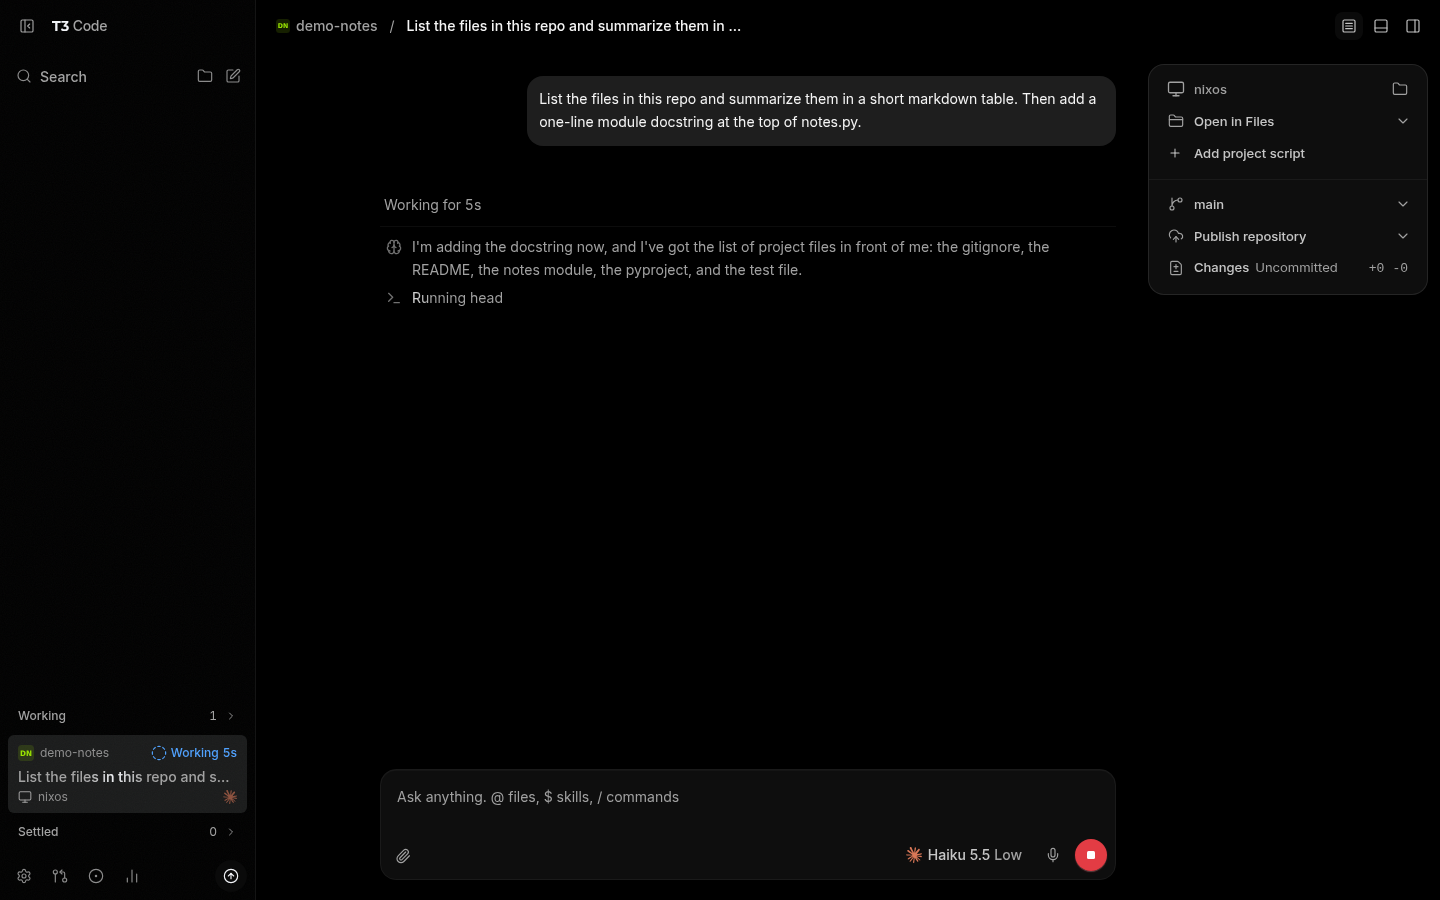 T3 Code
Search
Working 1
DN demo-notes Working 5s
List the files in this repo and s...
nixos
Settled 0
DN demo-notes / List the files in this repo and summarize them in ...
List the files in this repo and summarize them in a short markdown table. Then add a
one-line module docstring at the top of notes.py.
Working for 5s
I'm adding the docstring now, and I've got the list of project files in front of me: the gitignore, the
README, the notes module, the pyproject, and the test file.
Running head
Ask anything. @ files, $ skills, / commands
Haiku 5.5 Low
nixos
Open in Files
Add project script
main
Publish repository
Changes Uncommitted +0 -0